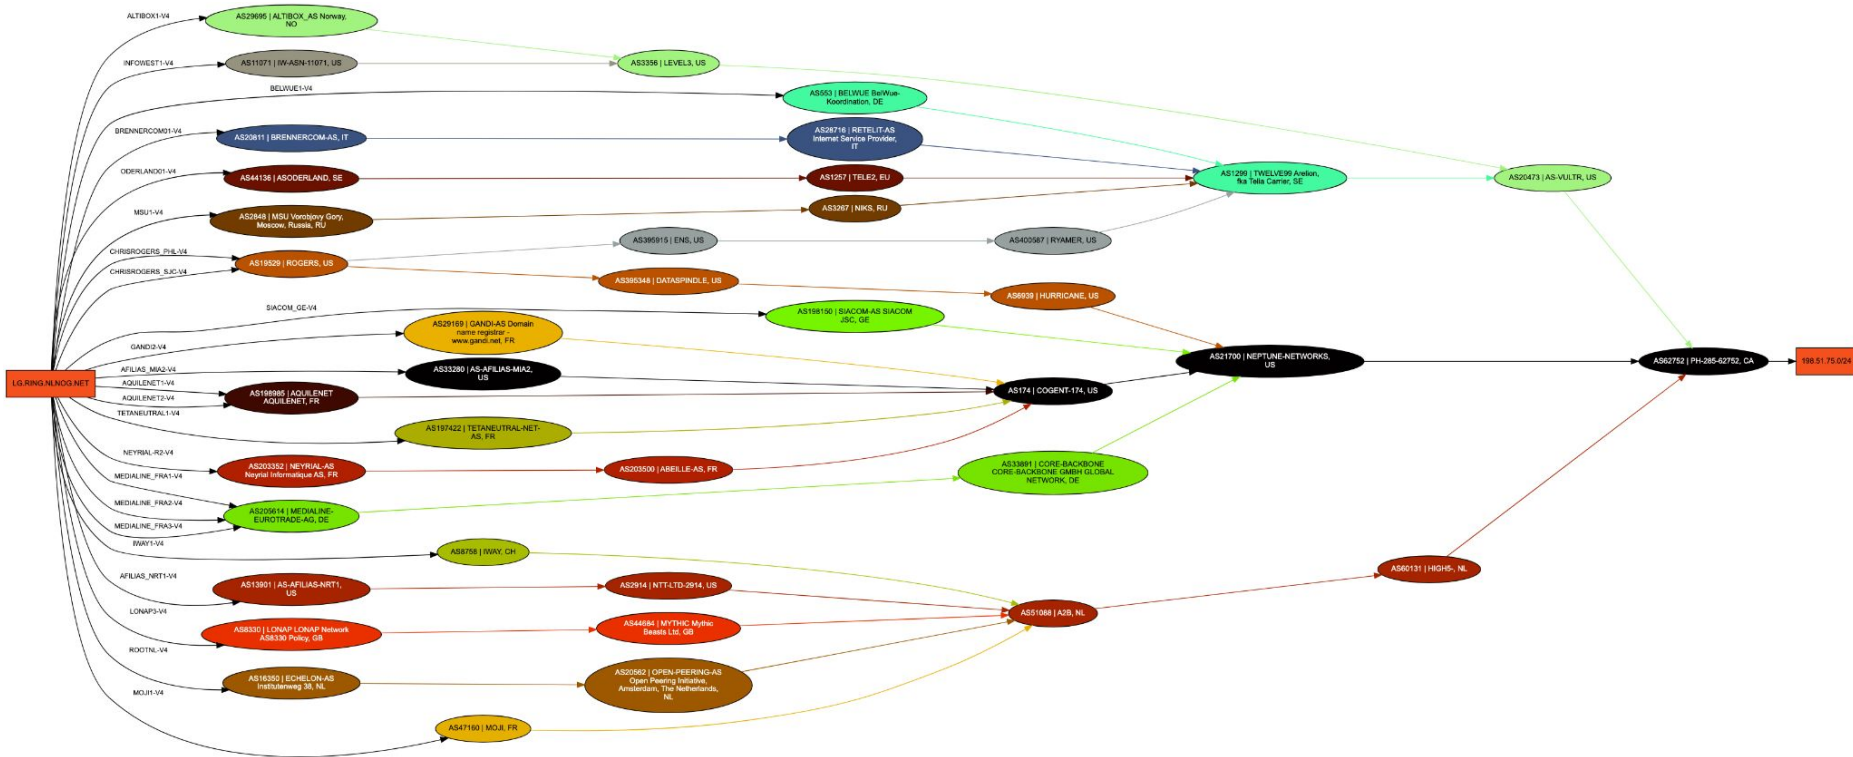 ALTIBOX1-V4
AS29695 | ALTIBOX_AS Norway,
NO
INFOWEST1-V4
AS11071 | IW-ASN-11071, US
AS3356 | LEVEL3, US
BELWUE1-V4
AS553 | BELWUE BelWue-
Koordination, DE
BRENNERCOM01-V4
AS20811 | BRENNERCOM-AS, IT
AS28716 | RETELIT-AS
Internet Service Provider,
IT
ODERLAND01-V4
AS44136 | ASODERLAND, SE
AS1257 | TELE2, EU
AS1299 | TWELVE99 Arelion,
fka Telia Carrier, SE
AS20473 | AS-VULTR, US
MSU1-V4
AS2848 | MSU Vorobjovy Gory,
Moscow, Russia, RU
AS3267 | NIKS, RU
CHRISROGERS_PHL-V4
AS395915 | ENS, US
AS400587 | RYAMER, US
CHRISROGERS_SJC-V4
AS19529 | ROGERS, US
AS395348 | DATASPINDLE, US
AS6939 | HURRICANE, US
SIACOM_GE-V4
AS198150 | SIACOM-AS SIACOM
JSC, GE
GANDI2-V4
AS29169 | GANDI-AS Domain
name registrar -
www.gandi.net, FR
AS21700 | NEPTUNE-NETWORKS,
US
AS62752 | PH-285-62752, CA
198.51.75.0/24
LG.RING.NLNOG.NET
AFILIAS_MIA2-V4
AS33280 | AS-AFILIAS-MIA2,
US
AQUILENET1-V4
AQUILENET2-V4
AS198985 | AQUILENET
AQUILENET, FR
AS174 | COGENT-174, US
TETANEUTRAL1-V4
AS197422 | TETANEUTRAL-NET-
AS, FR
NEYRIAL-R2-V4
AS203352 | NEYRIAL-AS
Neyrial Informatique AS, FR
AS203500 | ABEILLE-AS, FR
AS33891 | CORE-BACKBONE
CORE-BACKBONE GMBH GLOBAL
NETWORK, DE
MEDIALINE_FRA1-V4
MEDIALINE_FRA2-V4
MEDIALINE_FRA3-V4
AS205614 | MEDIALINE-
EUROTRADE-AG, DE
IWAY1-V4
AS8758 | IWAY, CH
AFILIAS_NRT1-V4
AS13901 | AS-AFILIAS-NRT1,
US
AS2914 | NTT-LTD-2914, US
AS60131 | HIGH5-, NL
AS51088 | A2B, NL
LONAP3-V4
AS8330 | LONAP LONAP Network
AS8330 Policy, GB
AS44684 | MYTHIC Mythic
Beasts Ltd, GB
ROOTNL-V4
AS16350 | ECHELON-AS
Institutenweg 38, NL
AS20562 | OPEN-PEERING-AS
Open Peering Initiative,
Amsterdam, The Netherlands,
NL
MOJI1-V4
AS47160 | MOJI, FR